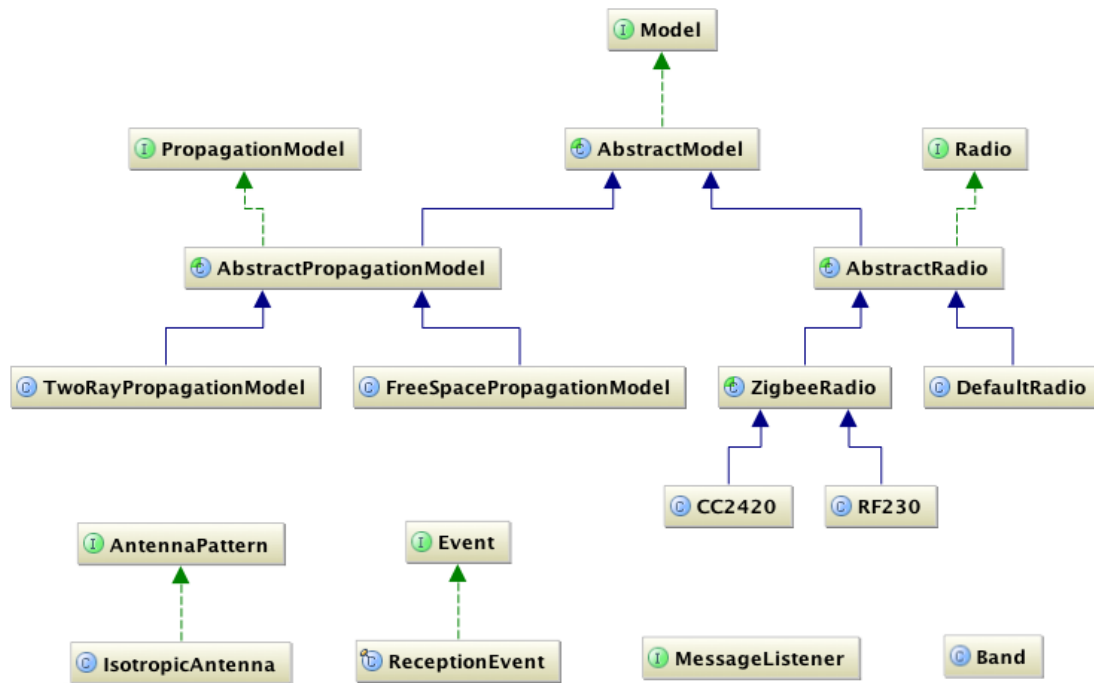 I Model
I PropagationModel
C AbstractModel
I Radio
C AbstractPropagationModel
C AbstractRadio
C TwoRayPropagationModel
C FreeSpacePropagationModel
C ZigbeeRadio
C DefaultRadio
C CC2420
C RF230
I AntennaPattern
I Event
C IsotropicAntenna
C ReceptionEvent
I MessageListener
C Band